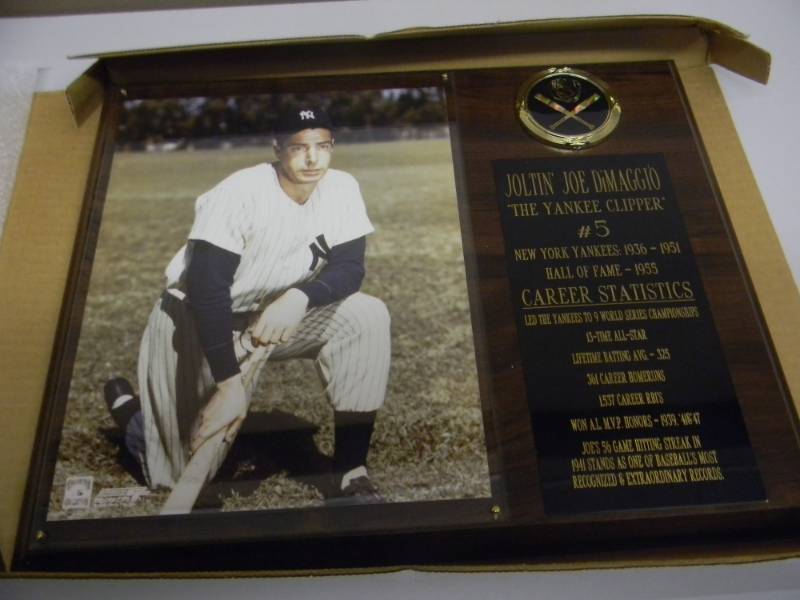 NY
NY
JOLTIN' JOE DiMAGGIO
"THE YANKEE CLIPPER"
#5
NEW YORK YANKEES: 1936 - 1951
HALL OF FAME - 1955
CAREER STATISTICS
LED THE YANKEES TO 9 WORLD SERIES CHAMPIONSHIPS
13-TIME ALL-STAR
LIFETIME BATTING AVG. - .325
361 CAREER HOMERUNS
1,537 CAREER RBI'S
WON A.L. M.V.P. HONORS - 1939, '41&'47
JOE'S 56 GAME HITTING STREAK IN
1941 STANDS AS ONE OF BASEBALL'S MOST
RECOGNIZED & EXTRAORDINARY RECORDS.